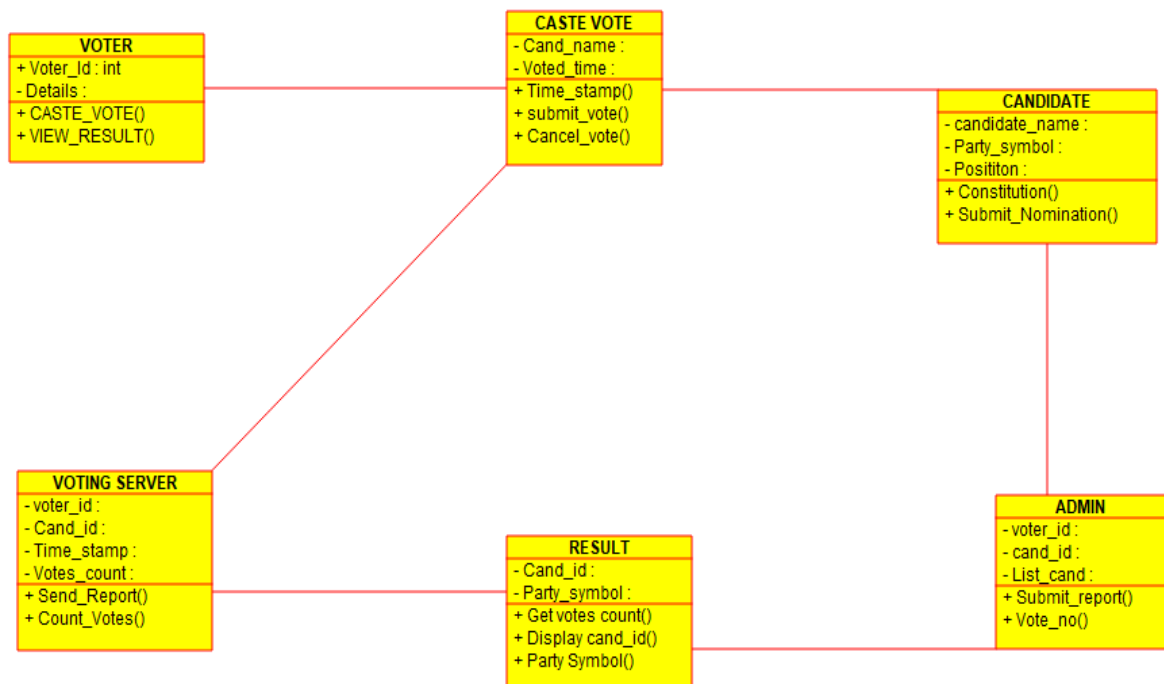 VOTER
+ Voter_Id : int
- Details :
+ CASTE_VOTE()
+ VIEW_RESULT()
CASTE VOTE
- Cand_name :
- Voted_time :
+ Time_stamp()
+ submit_vote()
+ Cancel_vote()
CANDIDATE
- candidate_name :
- Party_symbol :
- Posititon :
+ Constitution()
+ Submit_Nomination()
VOTING SERVER
- voter_id :
- Cand_id :
- Time_stamp :
- Votes_count :
+ Send_Report()
+ Count_Votes()
RESULT
- Cand_id :
- Party_symbol :
+ Get votes count()
+ Display cand_id()
+ Party Symbol()
ADMIN
- voter_id :
- cand_id :
- List_cand :
+ Submit_report()
+ Vote_no()